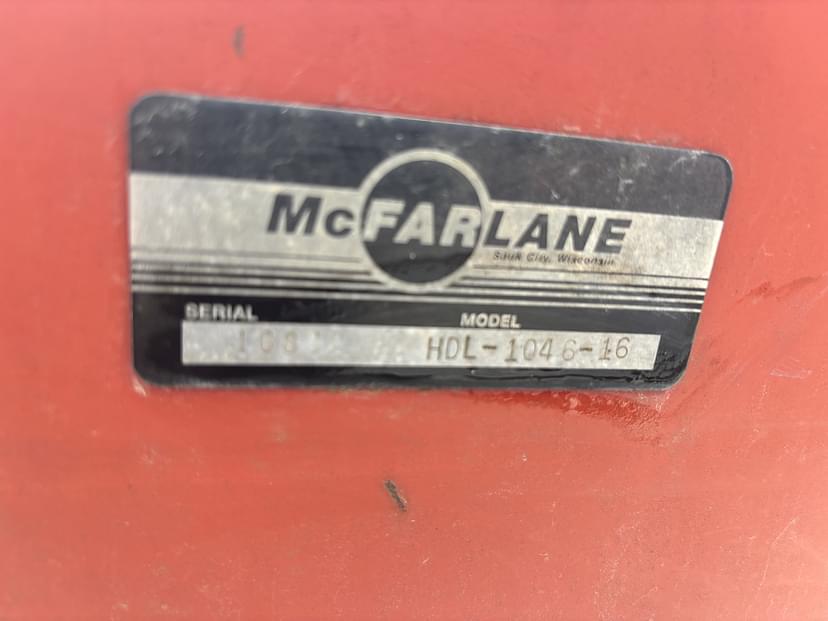 McFARLANE
Sauk City, Wisconsin
SERIAL MODEL
HDL-1046-16